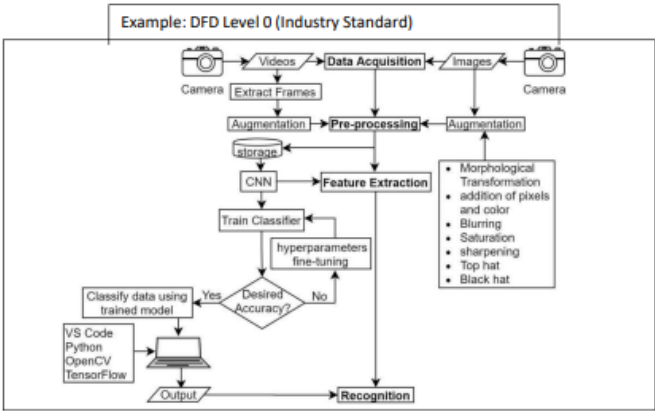 Example: DFD Level 0 (Industry Standard)
Videos
Data Acquisition
Images
Camera
Camera
Extract Frames
Augmentation
Pre-processing
Augmentation
storage
CNN
Feature Extraction
• Morphological
Transformation
• addition of pixels
and color
• Blurring
• Saturation
• sharpening
• Top hat
• Black hat
Train Classifier
hyperparameters
fine-tuning
Classify data using
trained model
Yes
Desired
Accuracy?
No
VS Code
Python
OpenCV
TensorFlow
Output
Recognition